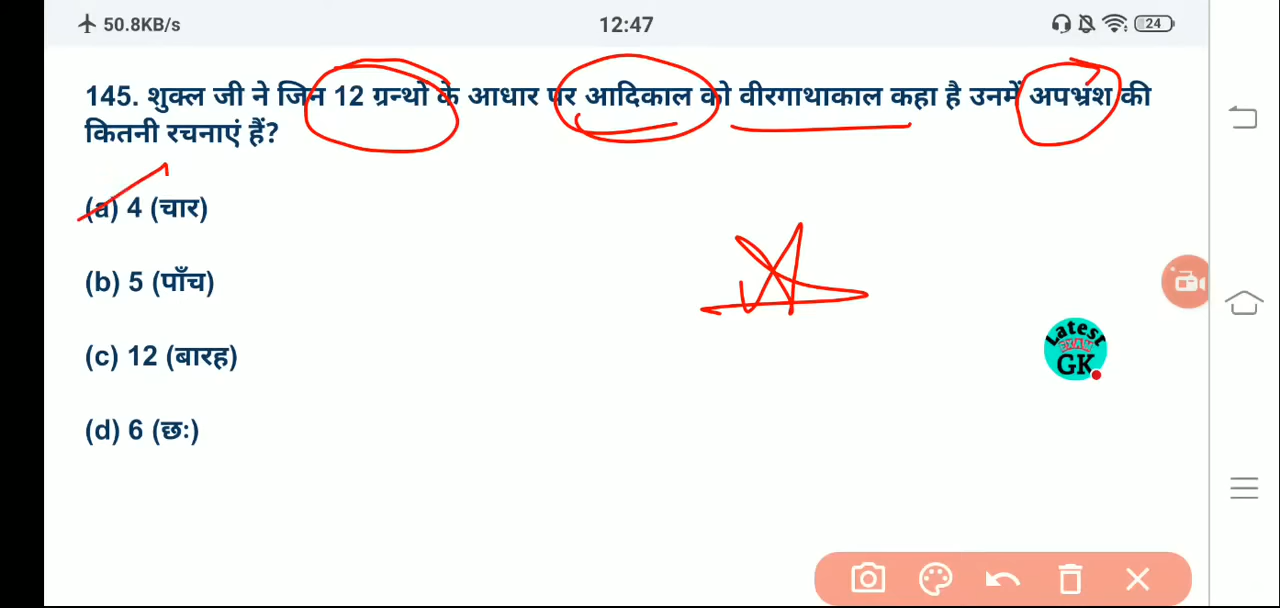 50.8KB/s
12:47
24
145. शुक्ल जी ने जिन 12 ग्रन्थों के आधार पर आदिकाल को वीरगाथाकाल कहा है उनमें अपभ्रंश की
कितनी रचनाएं हैं?
(a) 4 (चार)
(b) 5 (पाँच)
(c) 12 (बारह)
(d) 6 (छः)
Latest
EXAM
GK